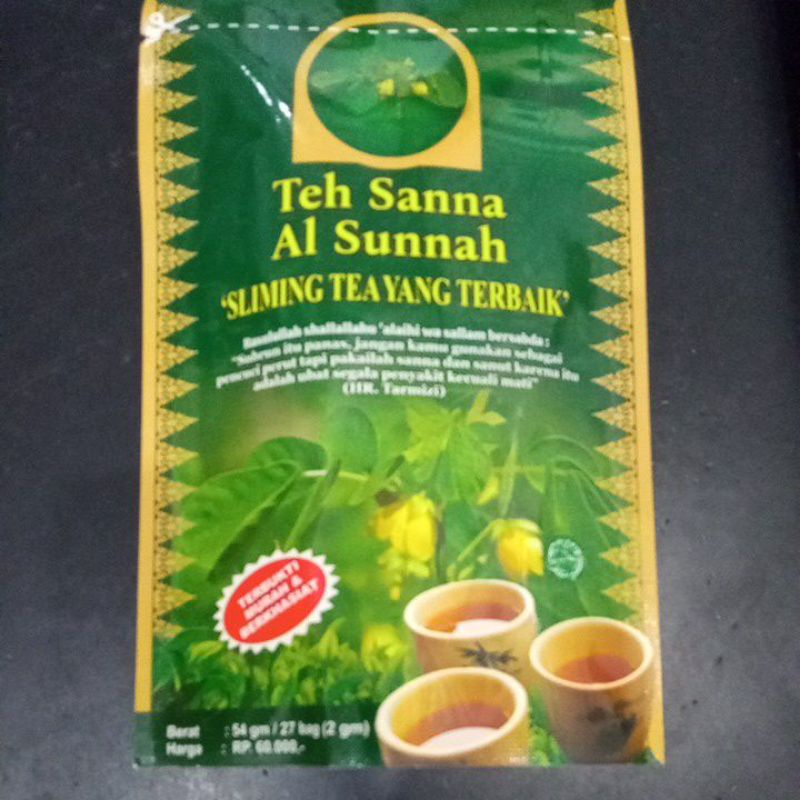 Teh Sanna
Al Sunnah
'SLIMING TEA YANG TERBAIK'
Rasulullah shallallahu 'alaihi wa sallam bersabda :
"Subrun itu panas, jangan kamu gunakan sebagai
pencuci perut tapi pakailah sanna dan sanut karena itu
adalah obat segala penyakit kecuali mati"
(HR. Tarmizi)
TERBUKTI
MURAH &
BERKHASIAT
Berat : 54 gm / 27 bag (2 gm)
Harga : RP. 60.000,-